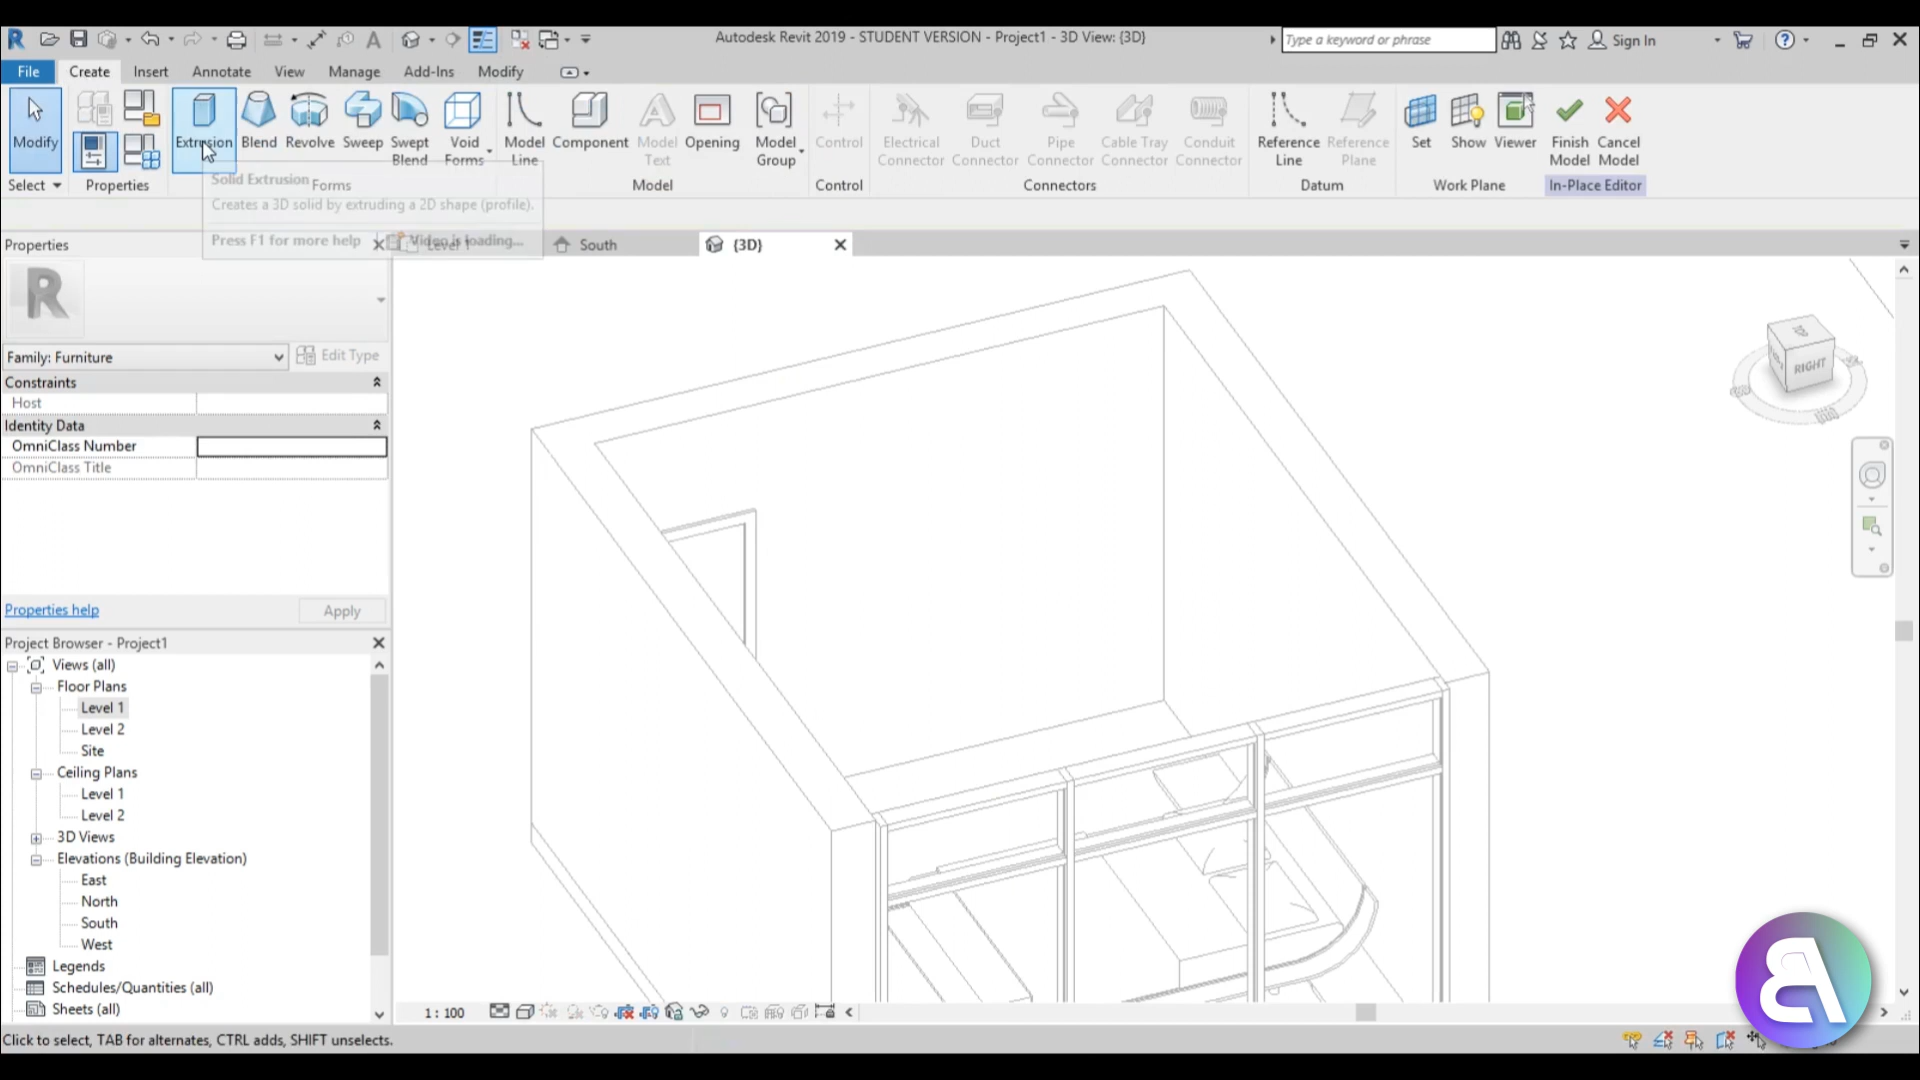 Autodesk Revit 2019 - STUDENT VERSION - Project1 - 3D View: {3D}
Type a keyword or phrase
Sign In
File Create Insert Annotate View Manage Add-Ins Modify
Modify
Extrusion Blend Revolve Sweep Swept Blend Void Forms
Model Line Component Model Text Opening Model Group
Control
Electrical Connector Duct Connector Pipe Connector Cable Tray Connector Conduit Connector
Reference Line Reference Plane
Set Show Viewer
Finish Model Cancel Model
Select Properties Forms Model Control Connectors Datum Work Plane In-Place Editor
Solid Extrusion
Creates a 3D solid by extruding a 2D shape (profile).
Press F1 for more help
Video is loading...
Properties
Level 1
South
{3D}
Family: Furniture
Edit Type
Constraints
Host
Identity Data
OmniClass Number
OmniClass Title
Properties help
Apply
Project Browser - Project1
Views (all)
Floor Plans
Level 1
Level 2
Site
Ceiling Plans
Level 1
Level 2
3D Views
Elevations (Building Elevation)
East
North
South
West
Legends
Schedules/Quantities (all)
Sheets (all)
RIGHT
1 : 100
Click to select, TAB for alternates, CTRL adds, SHIFT unselects.